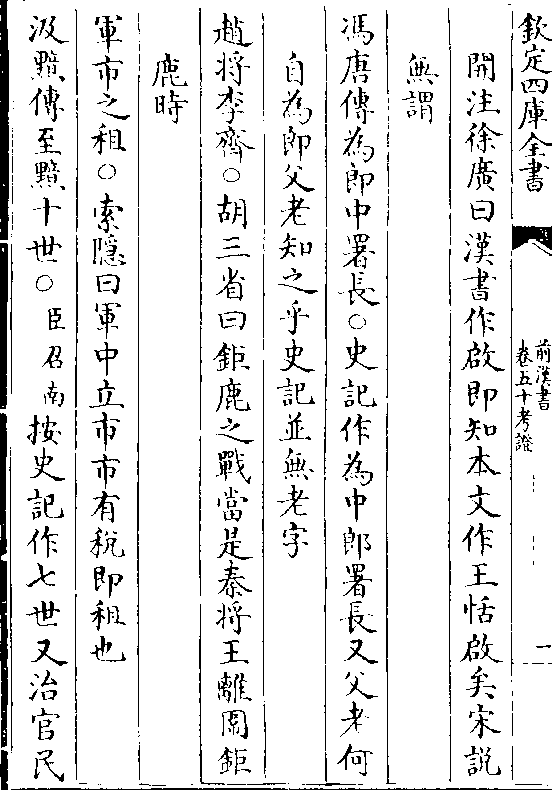 欽定四庫全書
前漢書
卷五十考證
一
開注徐廣曰漢書作啟即知本文作王恬啟矣宋説
無謂
馮唐傳為郎中署長○史記作為中郎署長又父老何
自為郎父老知之乎史記並無老字
趙將李齊○胡三省曰鉅鹿之戰當是秦將王離圍鉅
鹿時
軍市之租○索隱曰軍中立市市有稅即租也
汲黯傳至黯十世○臣召南按史記作七世又治官民